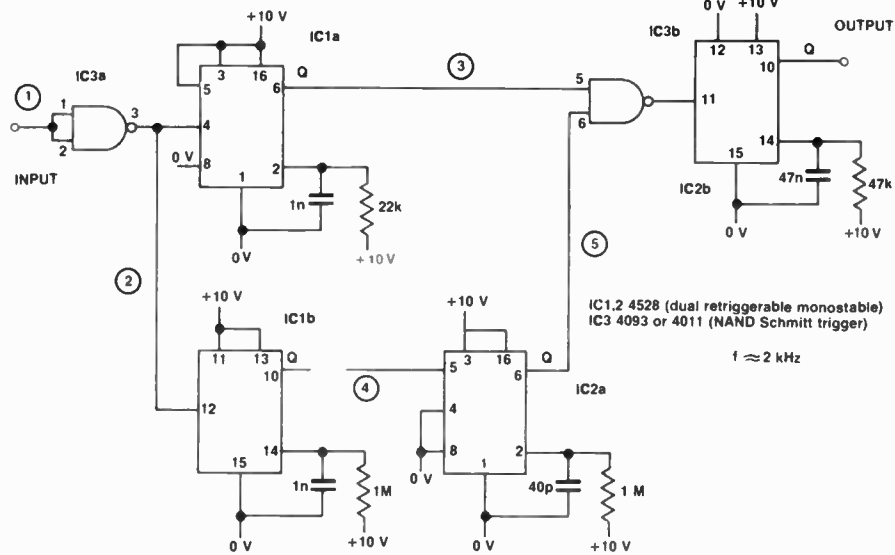 +10 V
IC1a
IC3a
3
16
Q
5
6
1
1
2
3
4
8
0 V
INPUT
1
2
1n
22k
0 V
+10 V
3
5
6
0 V
+10 V
IC3b
OUTPUT
12
13
Q
10
11
14
15
IC2b
47n
47k
0 V
+10 V
2
+10 V
IC1b
11
13
Q
10
12
14
15
1n
1M
0 V
+10 V
4
+10 V
3
16
Q
5
6
IC2a
4
8
0 V
2
1
40p
1 M
0 V
+10 V
5
IC1,2 4528 (dual retriggerable monostable)
IC3 4093 or 4011 (NAND Schmitt trigger)
f ≈ 2 kHz